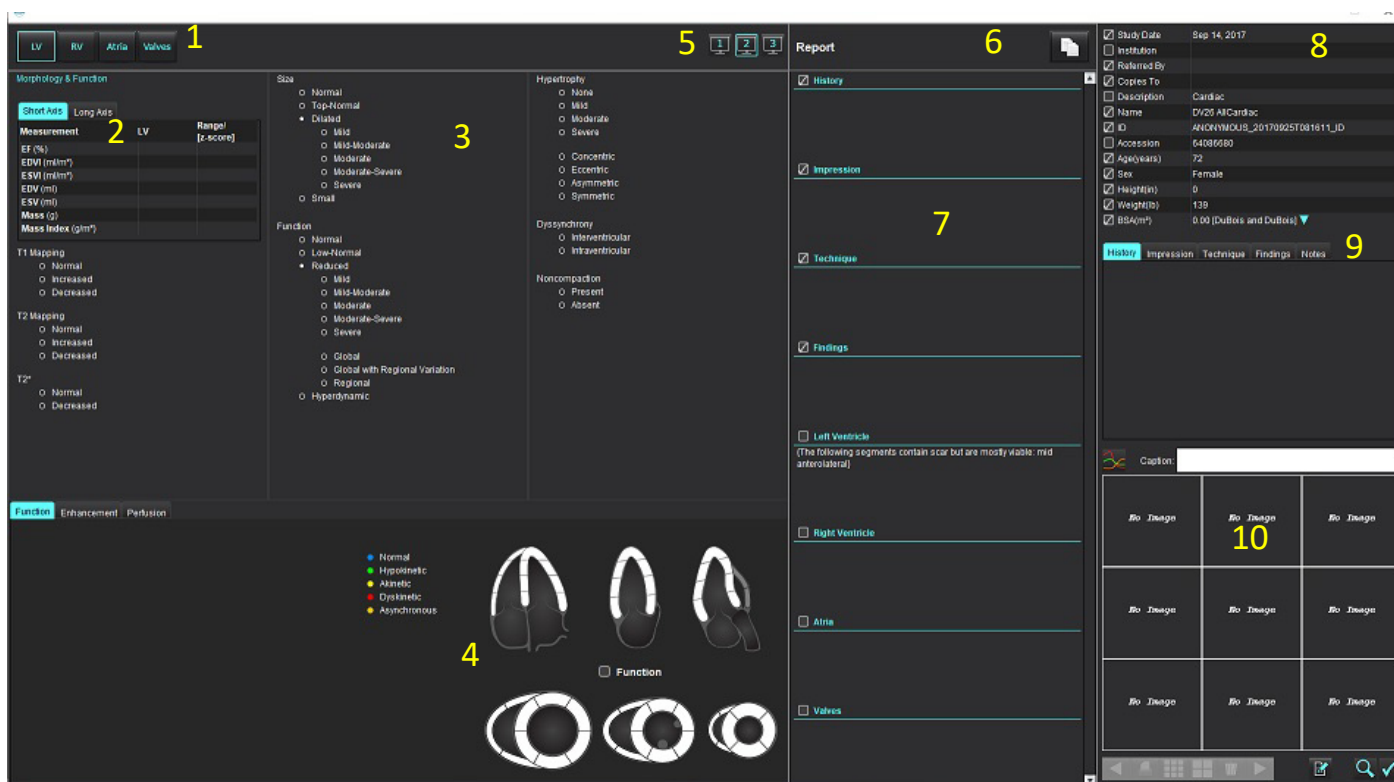 LV RV Atria Valves 1
5 1 2 3
Morphology & Function
Short Axis Long Axis
2
Measurement LV Range/ [z-score]
EF (%)
EDVI (ml/m²)
ESVI (ml/m²)
EDV (ml)
ESV (ml)
Mass (g)
Mass Index (g/m²)
T1 Mapping
Normal
Increased
Decreased
T2 Mapping
Normal
Increased
Decreased
T2*
Normal
Decreased
Size
Normal
Top-Normal
Dilated
Mild
Mild-Moderate
Moderate
Moderate-Severe
Severe
Small
3
Function
Normal
Low-Normal
Reduced
Mild
Mild-Moderate
Moderate
Moderate-Severe
Severe
Global
Global with Regional Variation
Regional
Hyperdynamic
Hypertrophy
None
Mild
Moderate
Severe
Concentric
Eccentric
Asymmetric
Symmetric
Dyssynchrony
Interventricular
Intraventricular
Noncompaction
Present
Absent
Function Enhancement Perfusion
Normal
Hypokinetic
Akinetic
Dyskinetic
Asynchronous
4
Function
Report 6
History
Impression
7
Technique
Findings
Left Ventricle
(The following segments contain scar but are mostly viable: mid
anterolateral)
Right Ventricle
Atria
Valves
Study Date Sep 14, 2017
8
Institution
Referred By
Copies To
Description Cardiac
Name DV26 AllCardiac
ID ANONYMOUS_20170925T081611_ID
Accession 64086680
Age(years) 72
Sex Female
Height(in) 0
Weight(lb) 139
BSA(m²) 0.00 [DuBois and DuBois]
History Impression Technique Findings Notes 9
Caption:
No Image No Image No Image
10
No Image No Image No Image
No Image No Image No Image